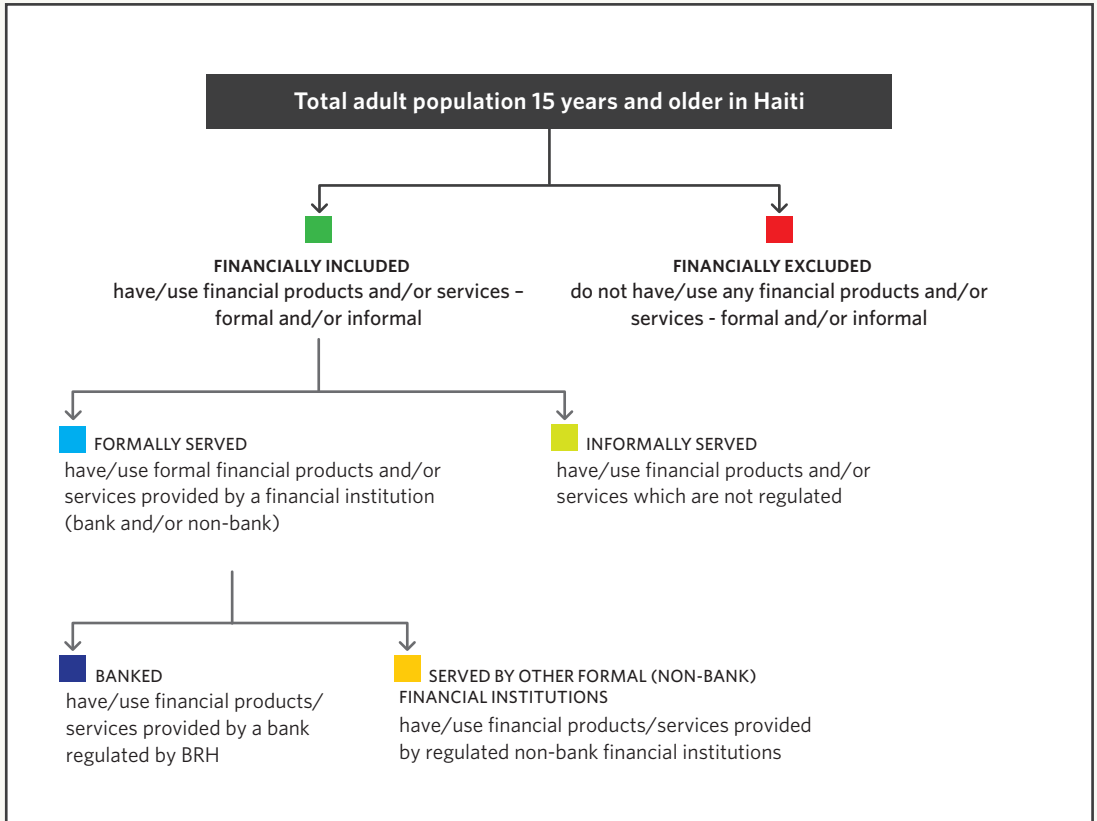 Total adult population 15 years and older in Haiti
FINANCIALLY INCLUDED
have/use financial products and/or services –
formal and/or informal
FINANCIALLY EXCLUDED
do not have/use any financial products and/or
services - formal and/or informal
FORMALLY SERVED
have/use formal financial products and/or
services provided by a financial institution
(bank and/or non-bank)
INFORMALLY SERVED
have/use financial products and/or
services which are not regulated
BANKED
have/use financial products/
services provided by a bank
regulated by BRH
SERVED BY OTHER FORMAL (NON-BANK)
FINANCIAL INSTITUTIONS
have/use financial products/services provided
by regulated non-bank financial institutions